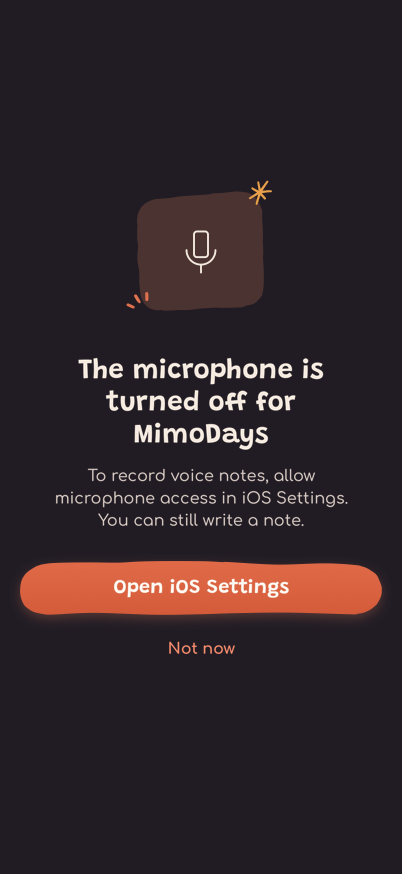 The microphone is
turned off for
MimoDays
To record voice notes, allow
microphone access in iOS Settings.
You can still write a note.
Open iOS Settings
Not now